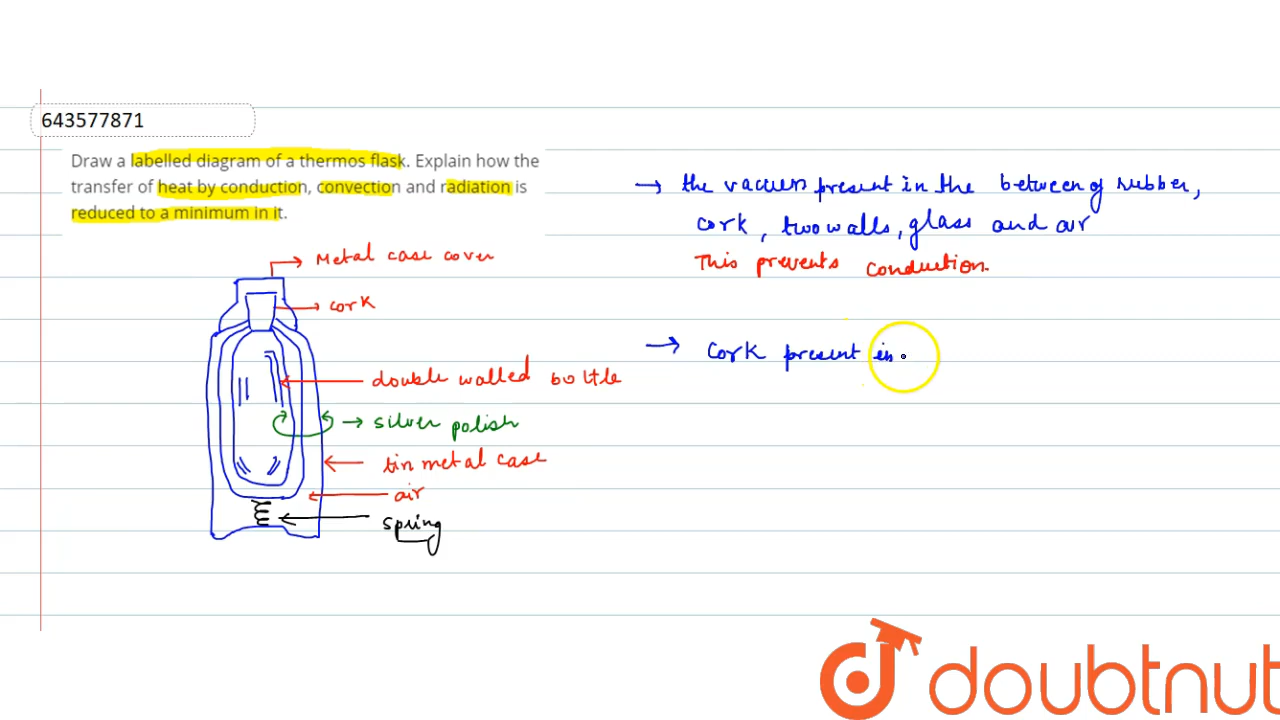 643577871
Draw a labelled diagram of a thermos flask. Explain how the
transfer of heat by conduction, convection and radiation is
reduced to a minimum in it.
→ the vacuum present in the between of rubber,
cork, two walls, glass and air
This prevents conduction.
→ cork present in
Metal case cover
cork
double walled bottle
→ silver polish
tin metal case
air
spring
doubtnut